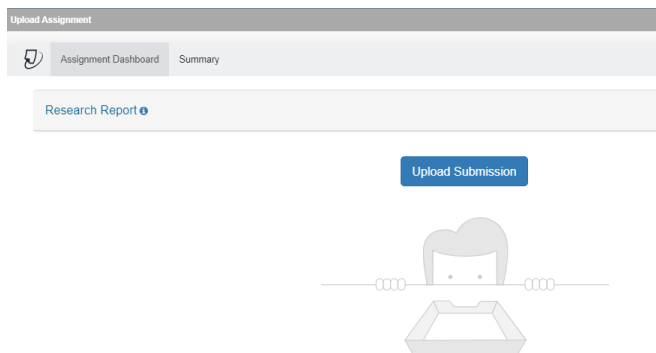 Upload Assignment
Assignment Dashboard Summary
Research Report
Upload Submission